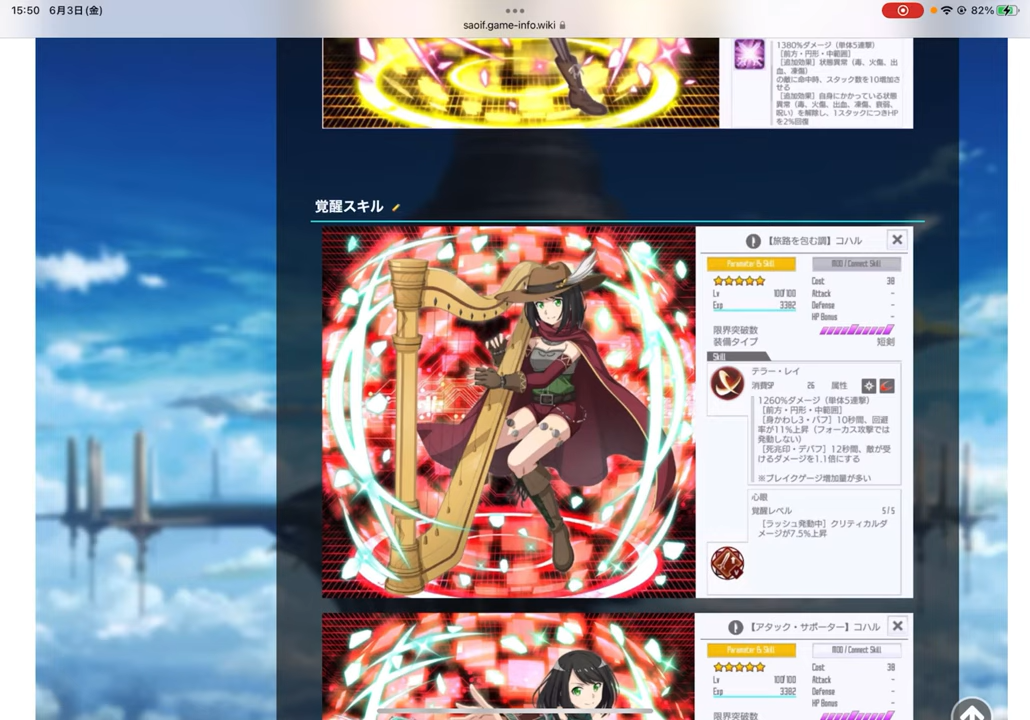 15:50 6月3日(金)
saoif.game-info.wiki
82%
1380%ダメージ（単体5連撃）
［前方・円形・中範囲］
［追加効果］状態異常（毒、火傷、出
血、凍傷）
の敵に命中時、スタック数を10増加さ
せる
［追加効果］自身にかかっている状態
異常（毒、火傷、出血、凍傷、衰弱、
呪い）を解除し、1スタックにつきHP
を2%回復
覚醒スキル
【旅路を包む調】コハル
Parameter & Skill
MOD / Connect Skill
Cost 38
Lv 100/100
Attack -
Exp 3382
Defense -
HP Bonus -
限界突破数
装備タイプ 短剣
Skill
テラー・レイ
消費SP 26 属性
1260%ダメージ（単体5連撃）
［前方・円形・中範囲］
［身かわし3・バフ］10秒間、回避
率が11%上昇（フォーカス攻撃では
発動しない）
［死兆印・デバフ］12秒間、敵が受
けるダメージを1.1倍にする
※ブレイクゲージ増加量が多い
心眼
覚醒レベル 5/5
［ラッシュ発動中］クリティカルダ
メージが7.5%上昇
【アタック・サポーター】コハル
Parameter & Skill
MOD / Connect Skill
Cost 38
Lv 100/100
Attack -
Exp 3382
Defense -
HP Bonus -
限界突破数